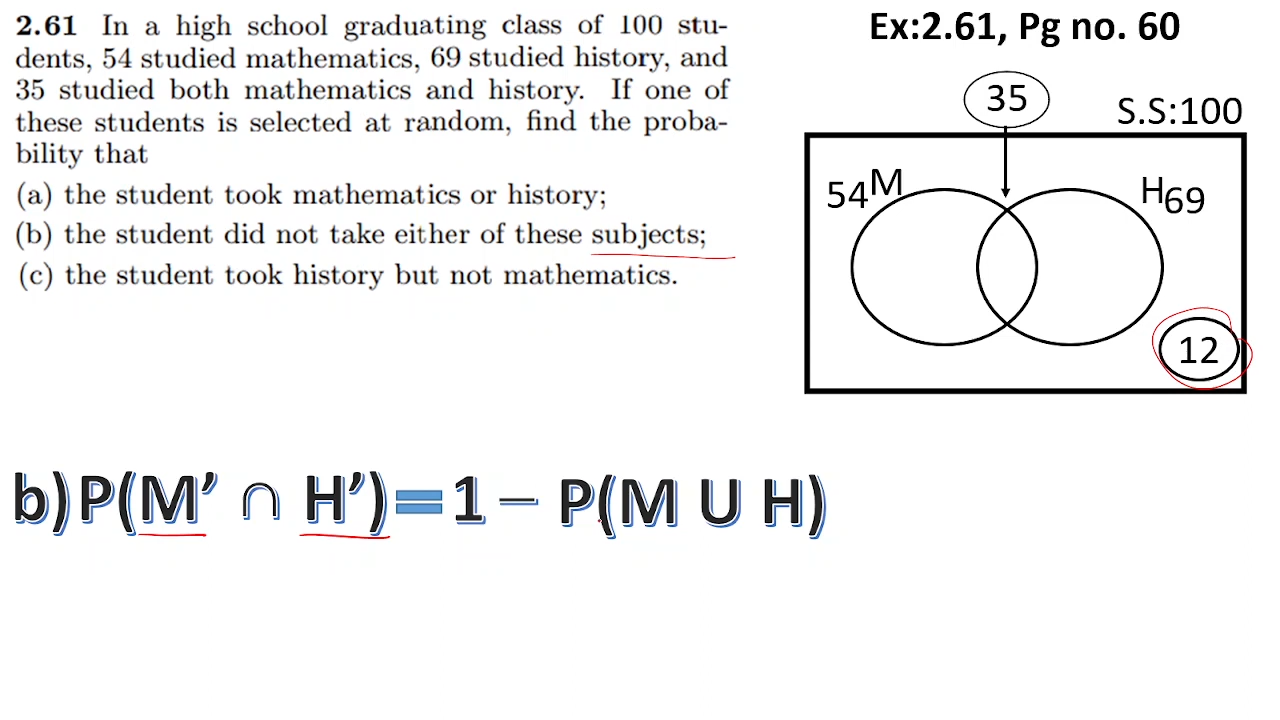 2.61 In a high school graduating class of 100 stu-
dents, 54 studied mathematics, 69 studied history, and
35 studied both mathematics and history. If one of
these students is selected at random, find the proba-
bility that
(a) the student took mathematics or history;
(b) the student did not take either of these subjects;
(c) the student took history but not mathematics.
Ex:2.61, Pg no. 60
35
S.S:100
54M
H69
12
b)P(M’ ∩ H’)=1 – P(M U H)